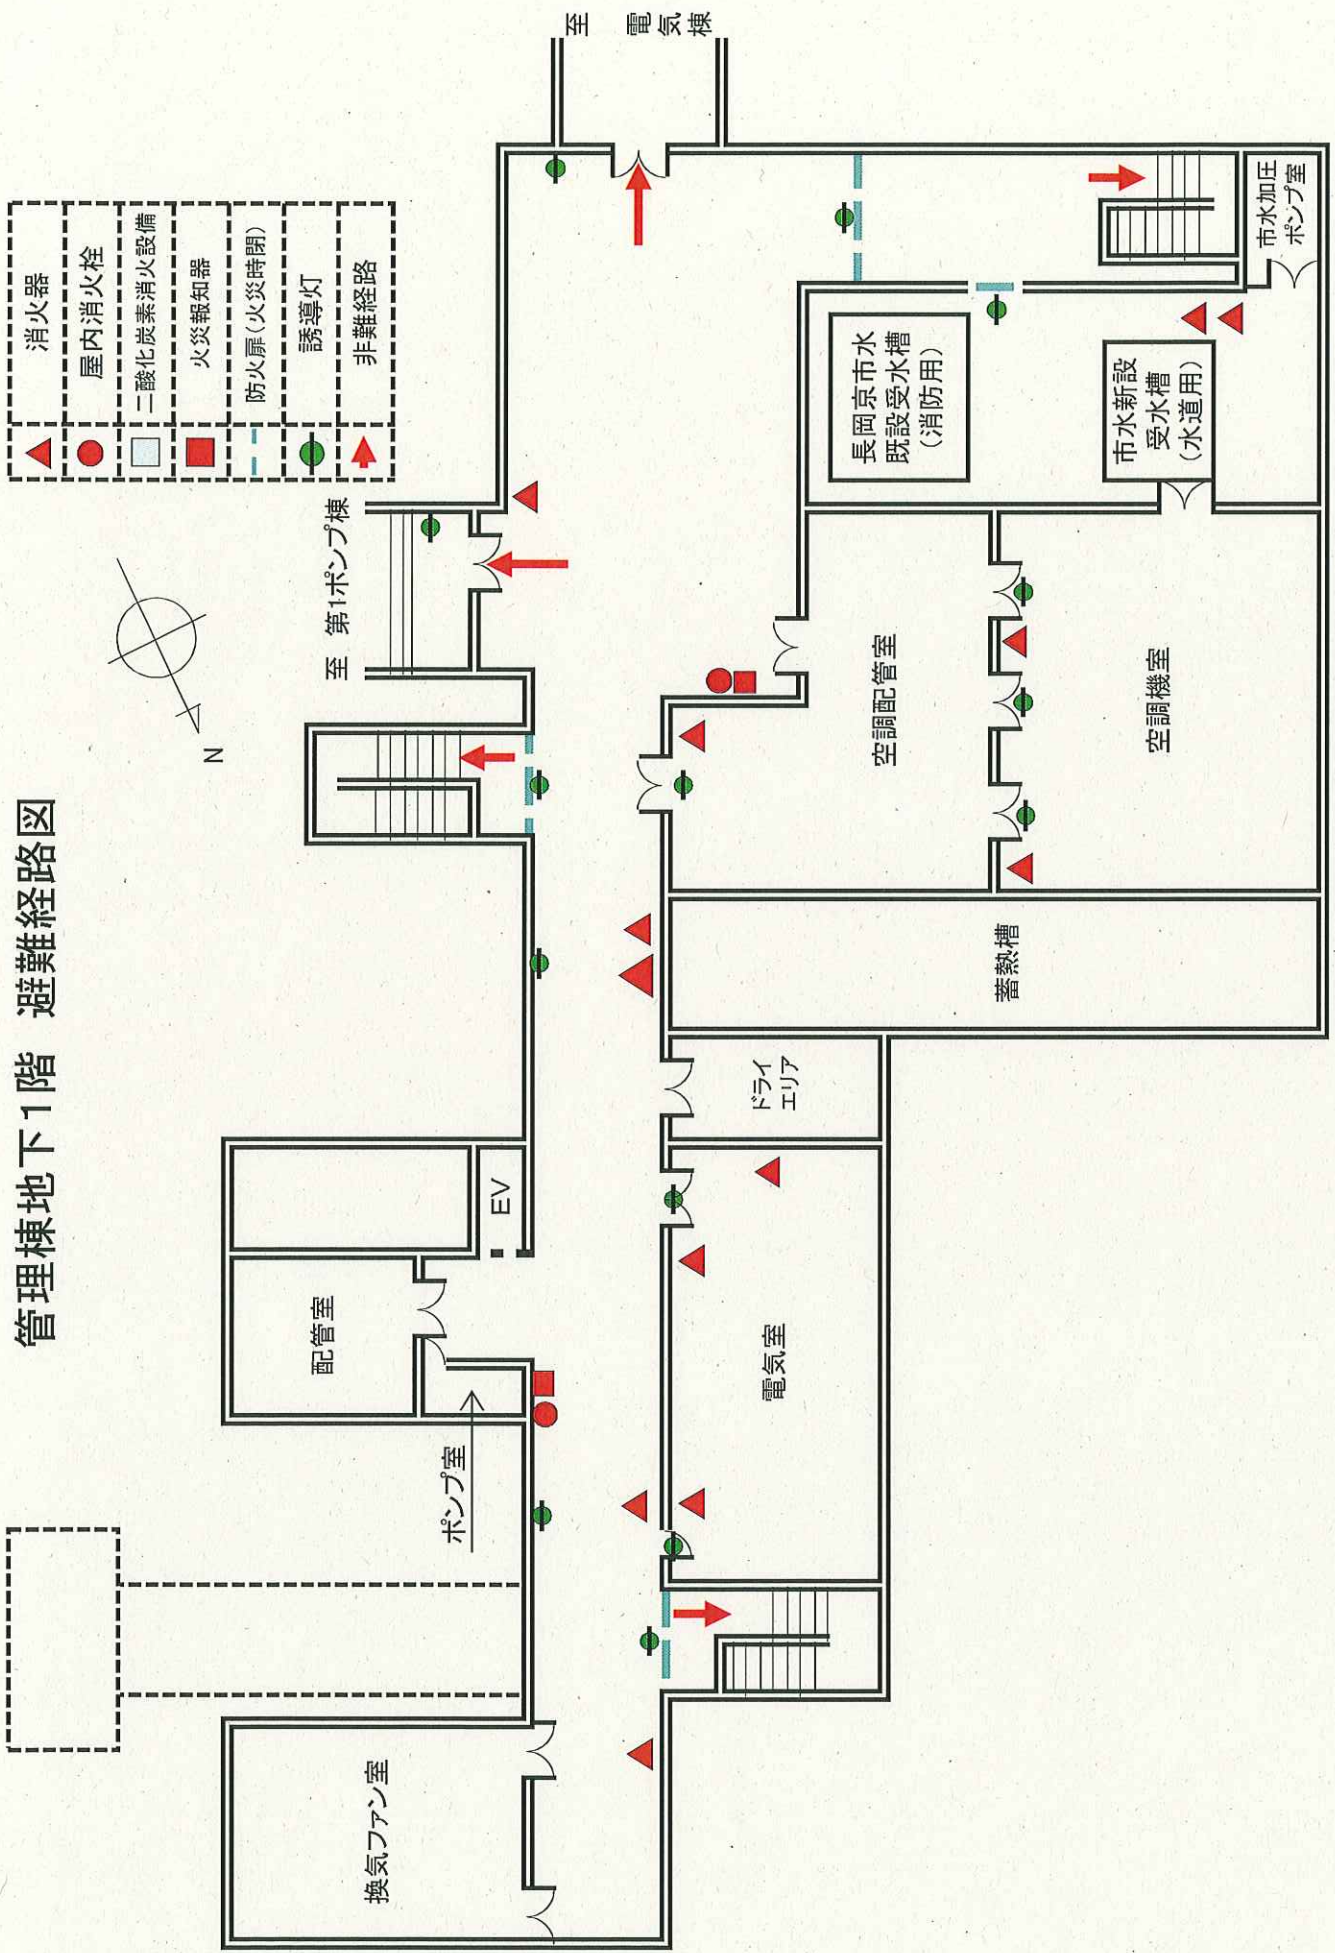 管理棟地下1階 避難経路図
消火器
屋内消火栓
二酸化炭素消火設備
火災報知器
防火扉(火災時閉)
誘導灯
非難経路
N
至 第1ポンプ棟
至 電気棟
換気ファン室
ポンプ室
配管室
EV
電気室
ドライ
エリア
蓄熱槽
空調配管室
空調機室
長岡京市水
既設受水槽
(消防用)
市水新設
受水槽
(水道用)
市水加圧
ポンプ室